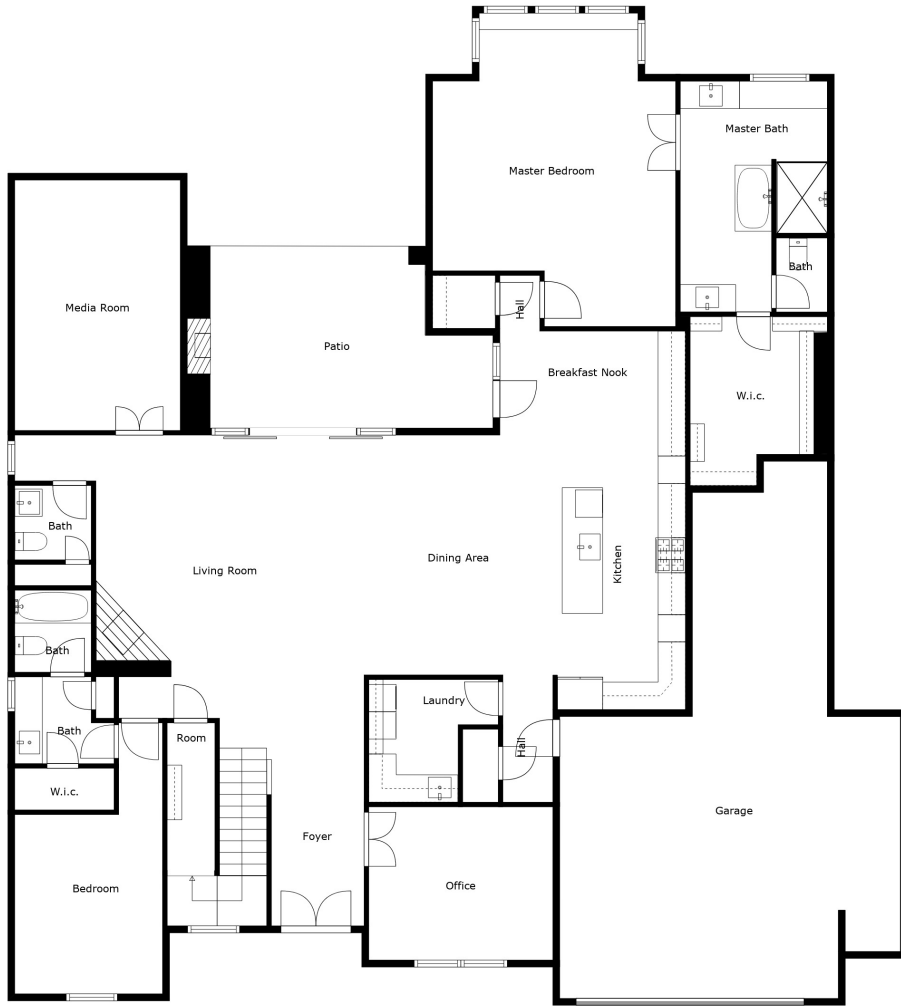 Master Bath
Master Bedroom
Bath
Media Room
Hall
Patio
Breakfast Nook
W.i.c.
Bath
Living Room
Dining Area
Kitchen
Bath
Laundry
Bath
Room
Hall
W.i.c.
Garage
Foyer
Office
Bedroom